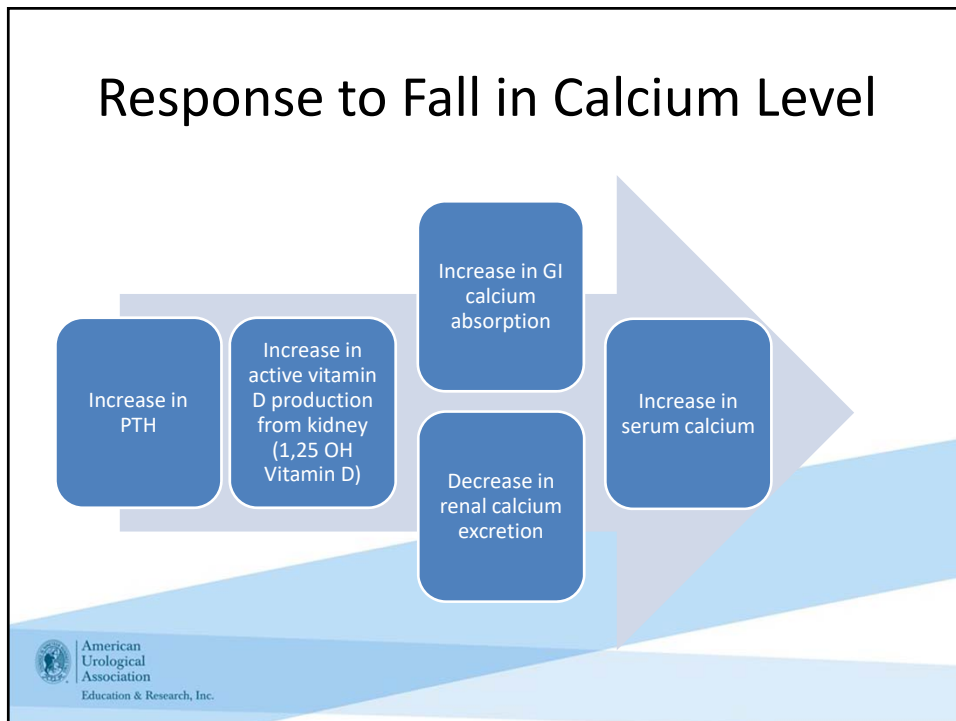 Response to Fall in Calcium Level
Increase in
PTH
Increase in
active vitamin
D production
from kidney
(1,25 OH
Vitamin D)
Increase in GI
calcium
absorption
Decrease in
renal calcium
excretion
Increase in
serum calcium
American
Urological
Association
Education & Research, Inc.